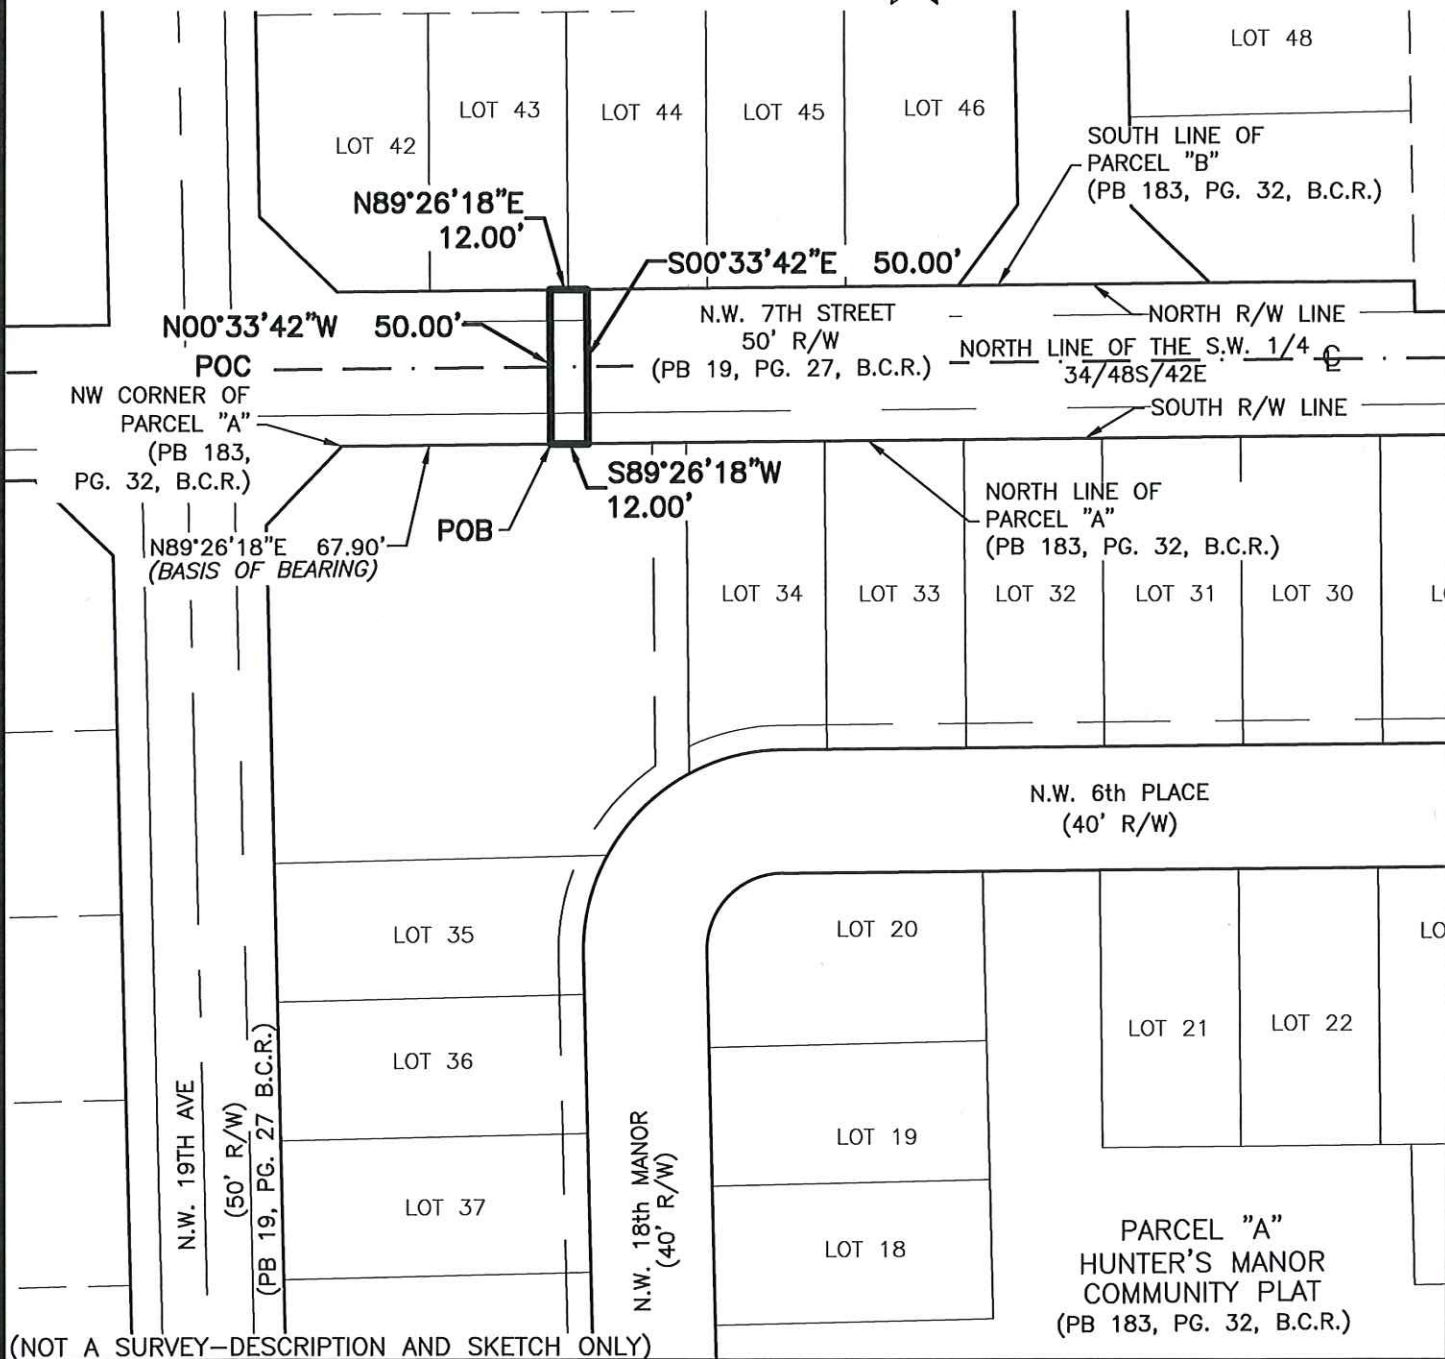 LOT 48
LOT 43
LOT 44
LOT 45
LOT 46
LOT 42
SOUTH LINE OF
PARCEL "B"
(PB 183, PG. 32, B.C.R.)
N89°26'18"E
12.00'
S00°33'42"E 50.00'
N.W. 7TH STREET
50' R/W
(PB 19, PG. 27, B.C.R.)
NORTH R/W LINE
N00°33'42"W 50.00'
POC
NORTH LINE OF THE S.W. 1/4
34/48S/42E
NW CORNER OF
PARCEL "A"
(PB 183,
PG. 32, B.C.R.)
SOUTH R/W LINE
S89°26'18"W
12.00'
NORTH LINE OF
PARCEL "A"
(PB 183, PG. 32, B.C.R.)
POB
N89°26'18"E 67.90'
(BASIS OF BEARING)
LOT 34
LOT 33
LOT 32
LOT 31
LOT 30
N.W. 6th PLACE
(40' R/W)
LOT 35
LOT 20
LOT 36
LOT 21
LOT 22
LOT 19
LOT 37
LOT 18
N.W. 19TH AVE
(50' R/W)
(PB 19, PG. 27 B.C.R.)
N.W. 18th MANOR
(40' R/W)
PARCEL "A"
HUNTER'S MANOR
COMMUNITY PLAT
(PB 183, PG. 32, B.C.R.)
(NOT A SURVEY-DESCRIPTION AND SKETCH ONLY)